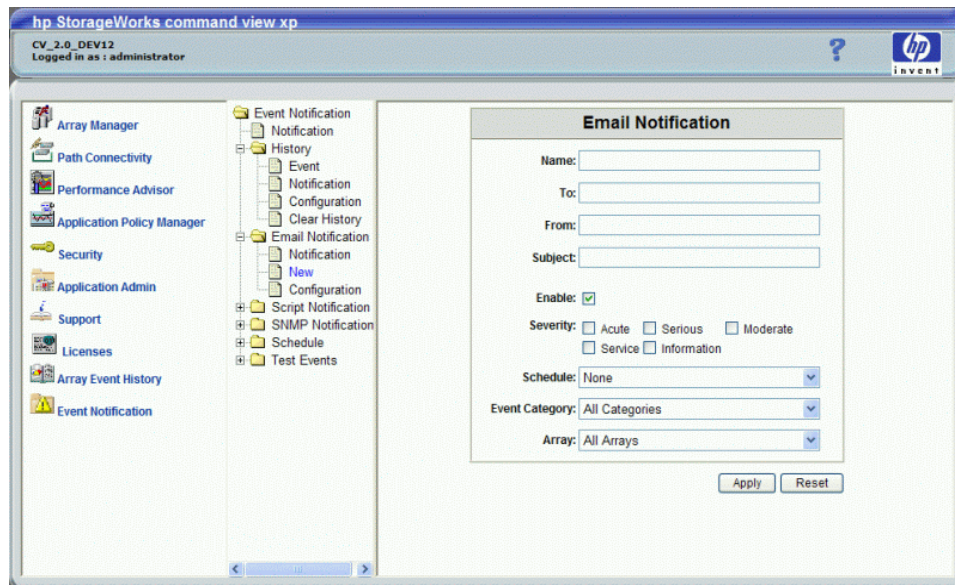 hp StorageWorks command view xp
CV_2.0_DEV12
Logged in as : administrator
?
hp
invent
Array Manager
Path Connectivity
Performance Advisor
Application Policy Manager
Security
Application Admin
Support
Licenses
Array Event History
Event Notification
Event Notification
Notification
History
Event
Notification
Configuration
Clear History
Email Notification
Notification
New
Configuration
Script Notification
SNMP Notification
Schedule
Test Events
Email Notification
Name:
To:
From:
Subject:
Enable:
Severity: Acute Serious Moderate
Service Information
Schedule: None
Event Category: All Categories
Array: All Arrays
Apply Reset